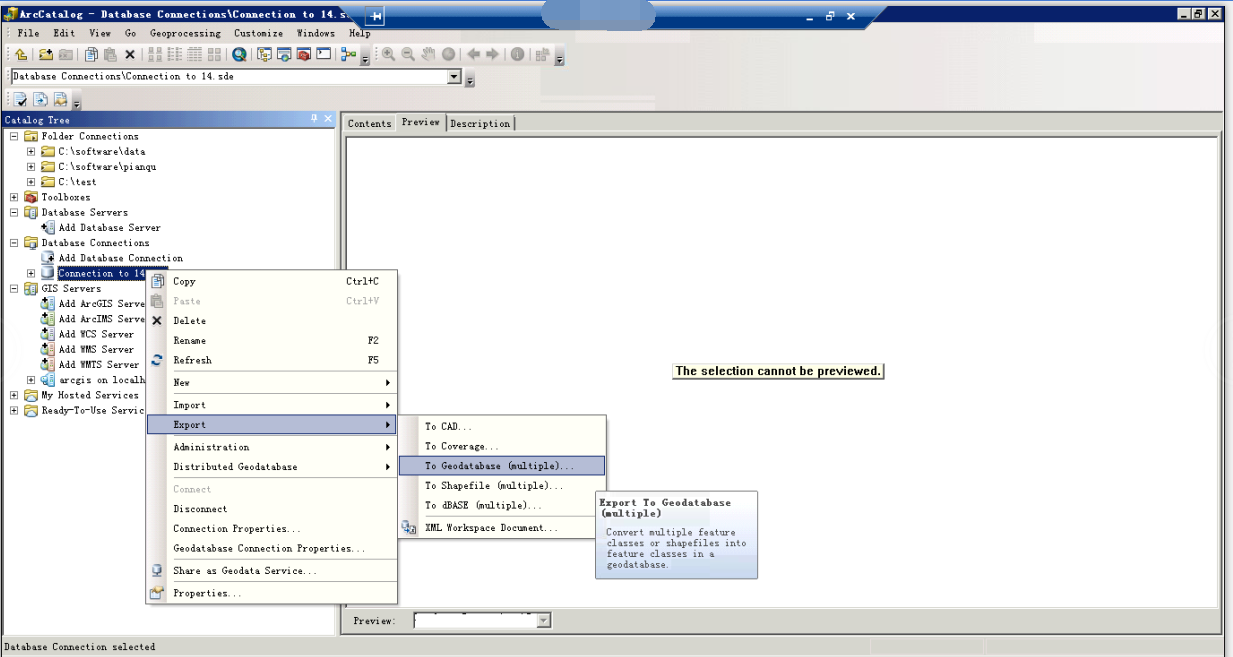 ArcCatalog - Database Connections\Connection to 14.s
File Edit View Go Geoprocessing Customize Windows Help
Database Connections\Connection to 14.sde
Catalog Tree
Folder Connections
C:\software\data
C:\software\pianqu
C:\test
Toolboxes
Database Servers
Add Database Server
Database Connections
Add Database Connection
Connection to 14
GIS Servers
Add ArcGIS Serve
Add ArcIMS Serve
Add WCS Server
Add WMS Server
Add WMTS Server
arcgis on localh
My Hosted Services
Ready-To-Use Servic
Copy Ctrl+C
Paste Ctrl+V
Delete
Rename F2
Refresh F5
New
Import
Export
Administration
Distributed Geodatabase
Connect
Disconnect
Connection Properties...
Geodatabase Connection Properties...
Share as Geodata Service...
Properties...
To CAD...
To Coverage...
To Geodatabase (multiple)...
To Shapefile (multiple)...
To dBASE (multiple)...
XML Workspace Document...
Export To Geodatabase
(multiple)
Convert multiple feature
classes or shapefiles into
feature classes in a
geodatabase.
Contents Preview Description
The selection cannot be previewed.
Preview:
Database Connection selected